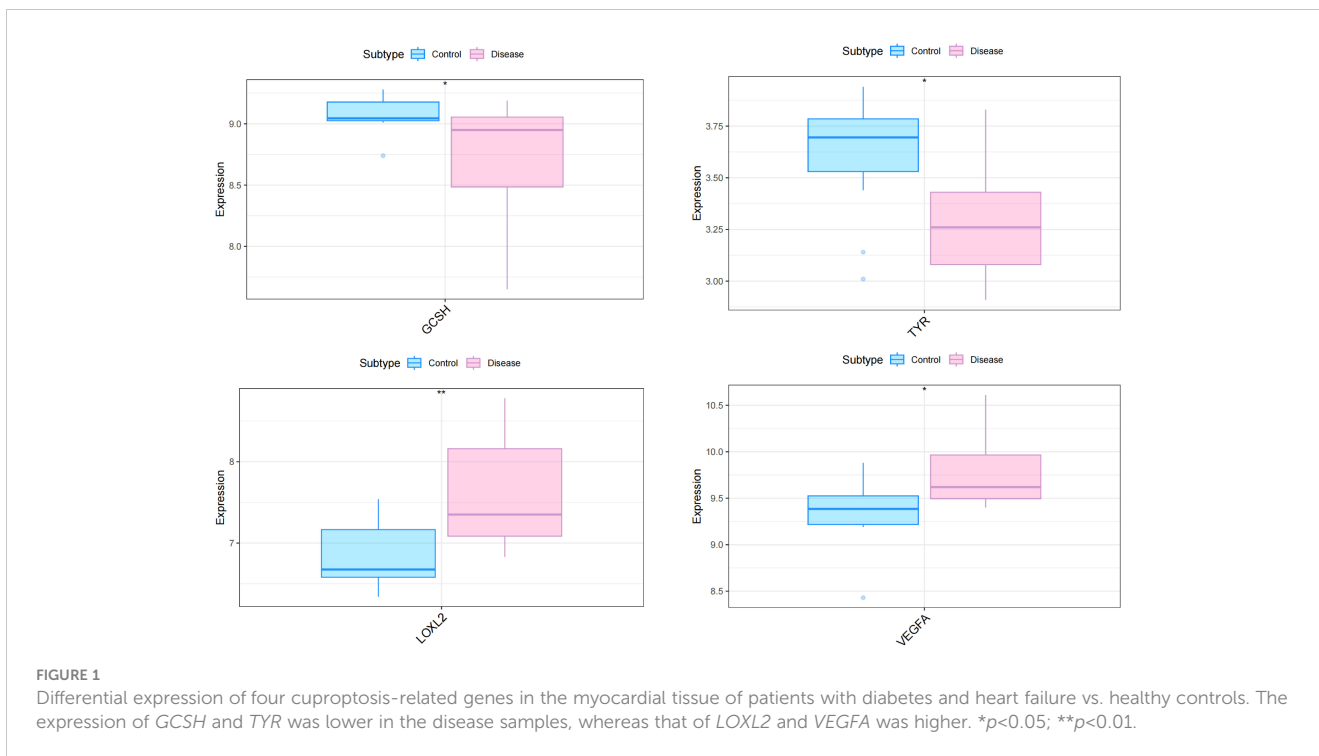 Subtype Control Disease
*
Expression
9.0
8.5
8.0
GCSH
Subtype Control Disease
*
Expression
3.75
3.50
3.25
3.00
TYR
Subtype Control Disease
**
Expression
8
7
LOXL2
Subtype Control Disease
*
Expression
10.5
10.0
9.5
9.0
8.5
VEGFA
FIGURE 1
Differential expression of four cuproptosis-related genes in the myocardial tissue of patients with diabetes and heart failure vs. healthy controls. The
expression of GCSH and TYR was lower in the disease samples, whereas that of LOXL2 and VEGFA was higher. *p<0.05; **p<0.01.